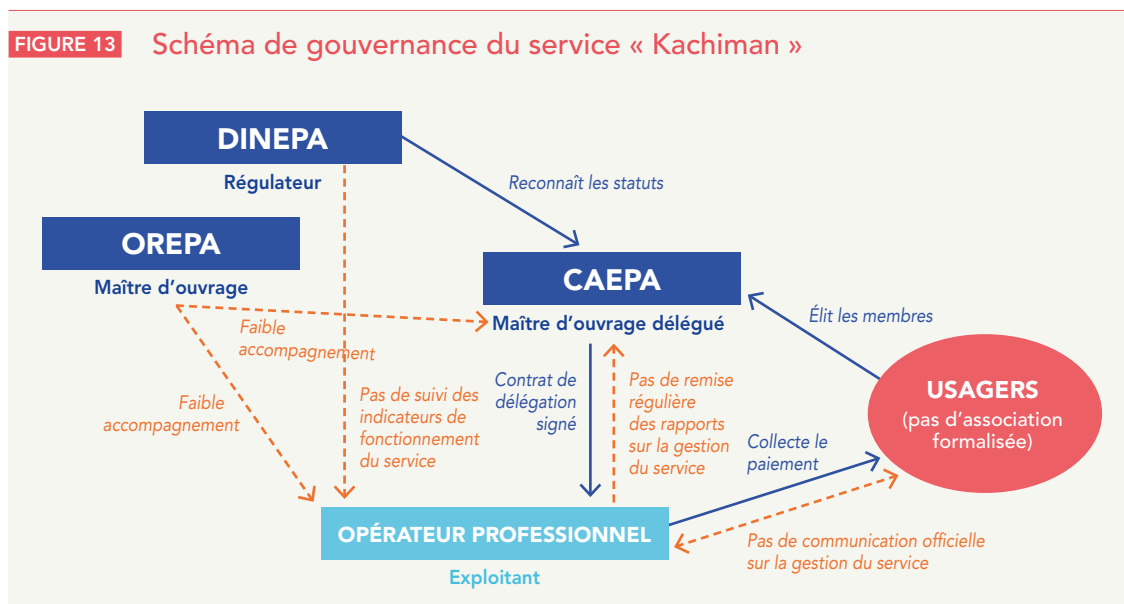 FIGURE 13 Schéma de gouvernance du service « Kachiman »
DINEPA
Régulateur
Reconnaît les statuts
OREPA
Maître d'ouvrage
CAEPA
Maître d'ouvrage délégué
Élit les membres
Faible
accompagnement
Faible
accompagnement
Pas de suivi des
indicateurs de
fonctionnement
du service
Contrat de
délégation
signé
Pas de remise
régulière
des rapports
sur la gestion
du service
USAGERS
(pas d'association
formalisée)
Collecte le
paiement
OPÉRATEUR PROFESSIONNEL
Exploitant
Pas de communication officielle
sur la gestion du service